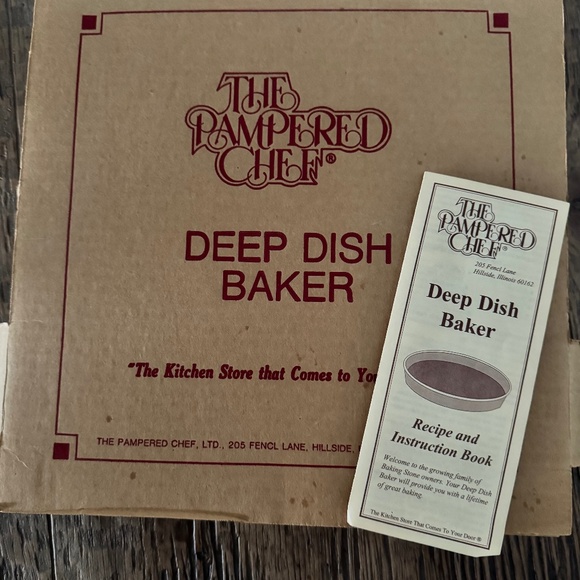 THE
PAMPERED
CHEF®
DEEP DISH
BAKER
"The Kitchen Store that Comes to
THE PAMPERED CHEF, LTD., 205 FENCL LANE, HILLSIDE,
THE
PAMPERED
CHEF®
205 Fencl Lane
Hillside, Illinois 60162
Deep Dish
Baker
Recipe and
Instruction Book
Welcome to the growing family of
Baking Stone owners. Your Deep Dish
Baker will provide you with a lifetime
of great baking.
The Kitchen Store That Comes To Your Door®